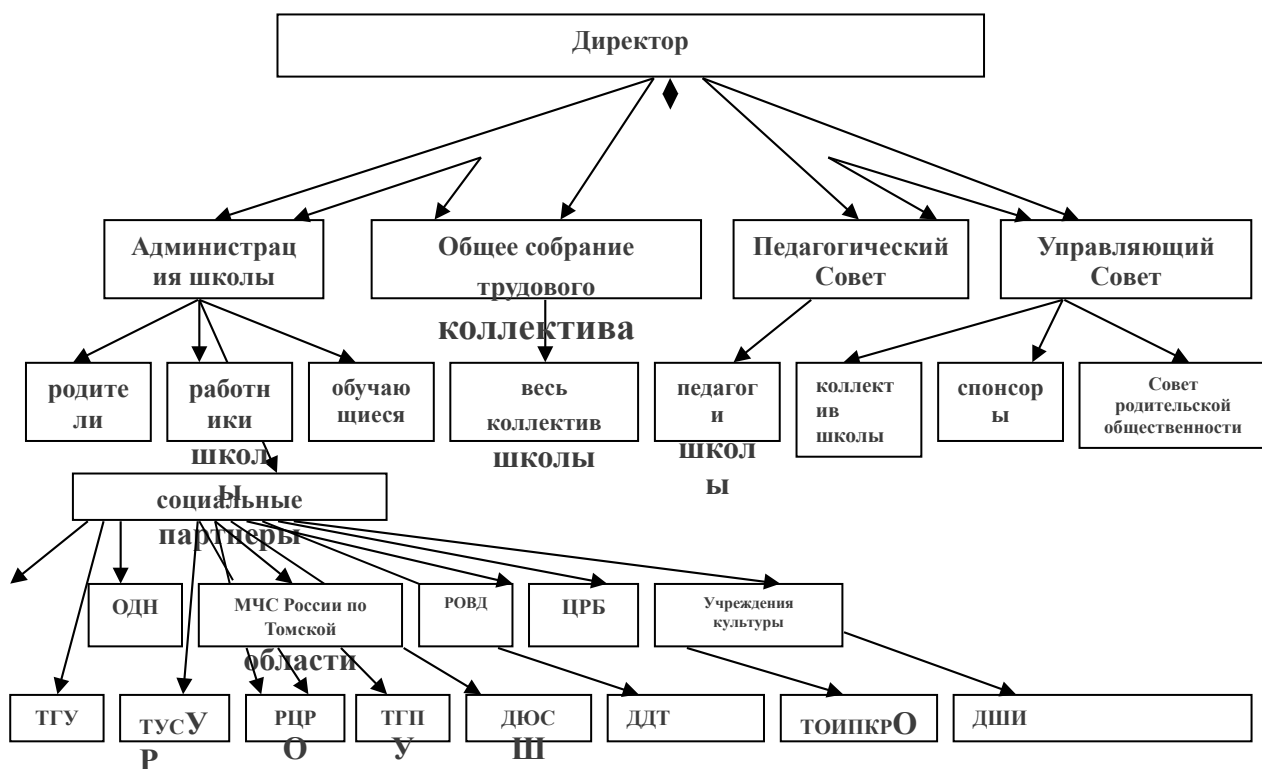 Директор
Администрац
ия школы
Общее собрание
трудового
коллектива
Педагогический
Совет
Управляющий
Совет
родите
ли
работн
ики
школ
ы
обучаю
щиеся
весь
коллектив
школы
педагог
и
школ
ы
коллект
ив
школы
спонсор
ы
Совет
родительской
общественности
социальные
партнеры
ОДН
МЧС России по
Томской
области
РОВД
ЦРБ
Учреждения
культуры
ТГУ
ТУСУ
Р
РЦР
О
ТГП
У
ДЮС
Ш
ДДТ
ТОИПКРО
ДШИ